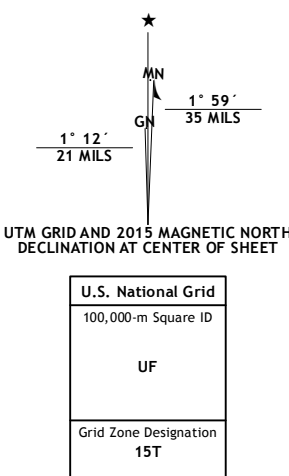 ★
MN
1° 59´
GN
35 MILS
1° 12´
21 MILS
UTM GRID AND 2015 MAGNETIC NORTH
DECLINATION AT CENTER OF SHEET
U.S. National Grid
100,000-m Square ID
UF
Grid Zone Designation
15T